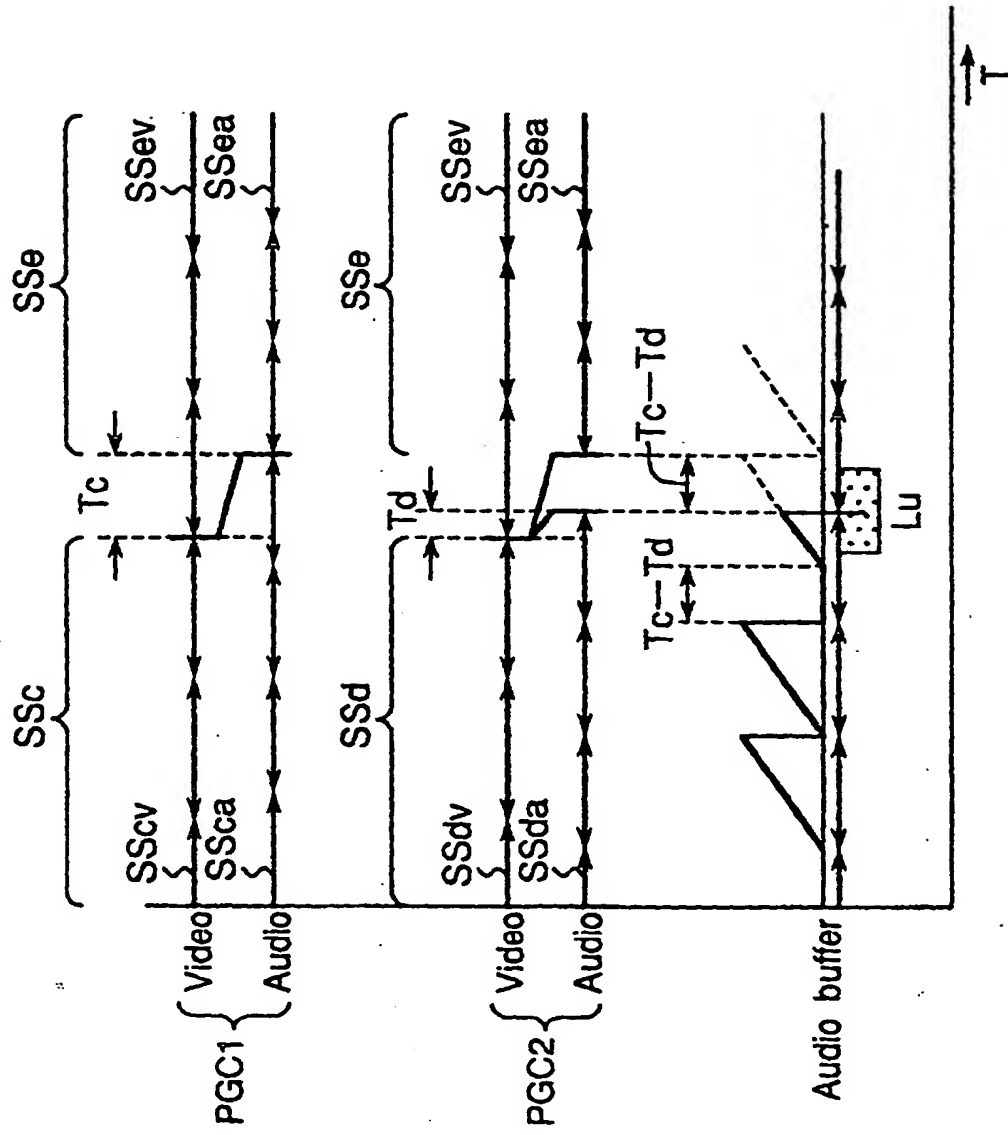 SSc
Tc
SSe
PGC1
Video
SScv
SSev
Audio
SSca
SSea
SSd
Td
SSe
PGC2
Video
SSdv
SSev
Audio
SSda
SSea
Tc—Td
Tc—Td
Audio buffer
Lu
T